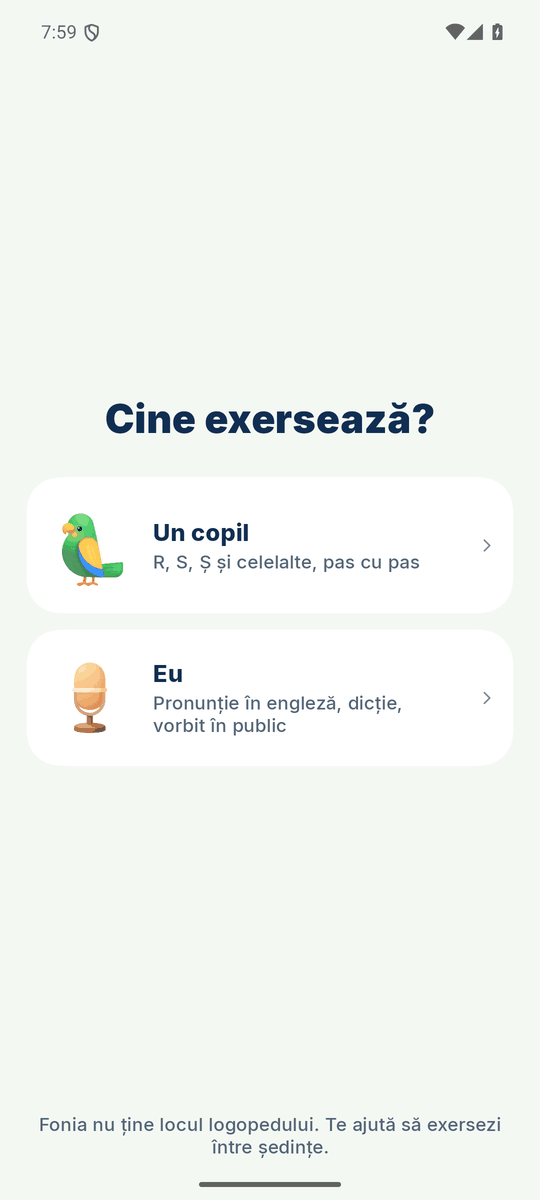 7:59
Cine exersează?
Un copil
R, S, Ș și celelalte, pas cu pas
Eu
Pronunție în engleză, dicție,
vorbit în public
Fonia nu ține locul logopedului. Te ajută să exersezi
între ședințe.